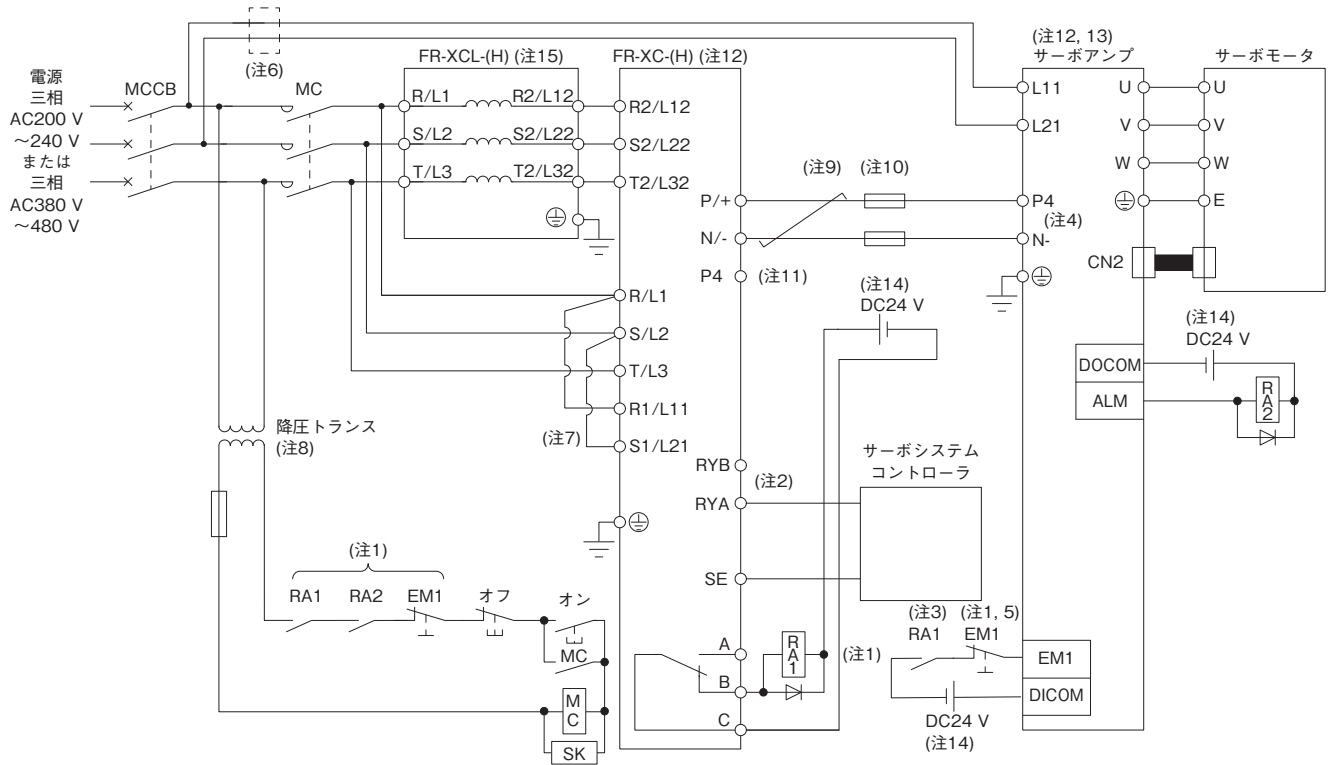 (注6)
電源
三相
AC200 V
～240 V
または
三相
AC380 V
～480 V
MCCB
MC
FR-XCL-(H) (注15)
R/L1
R2/L12
S/L2
S2/L22
T/L3
T2/L32
FR-XC-(H) (注12)
R2/L12
S2/L22
T2/L32
R/L1
S/L2
T/L3
R1/L11
S1/L21
(注7)
P/+
N/-
P4
(注11)
(注9)
(注10)
(注12, 13)
サーボアンプ
L11
L21
P4
(注4)
N-
U
V
W
CN2
サーボモータ
U
V
W
E
(注14)
DC24 V
(注14)
DC24 V
DOCOM
ALM
RA2
降圧トランス
(注8)
RYB
(注2)
RYA
SE
サーボシステム
コントローラ
(注1)
RA1
RA2
EM1
オフ
オン
MC
MC
SK
A
B
C
RA1
(注1)
(注3)
RA1
(注1, 5)
EM1
EM1
DICOM
DC24 V
(注14)